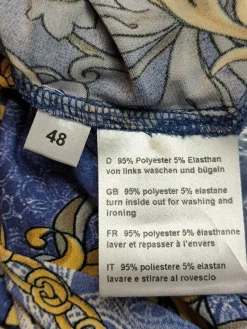 48
D 95% Polyester 5% Elasthan
von links waschen und bügeln
GB 95% polyester 5% elastane
turn inside out for washing and
ironing
FR 95% polyester 5% élasthanne
laver et repasser à l'envers
IT 95% poliestere 5% elastan
lavare e stirare al rovescio